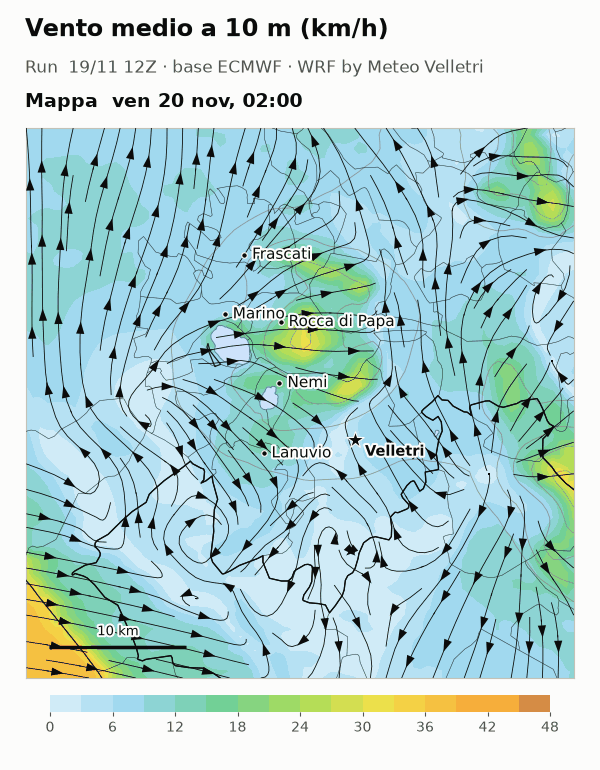 Vento medio a 10 m (km/h)
Run  19/11 12Z · base ECMWF · WRF by Meteo Velletri
Mappa  ven 20 nov, 02:00
Frascati
Marino
Rocca di Papa
Nemi
Velletri
Lanuvio
10 km
0 6 12 18 24 30 36 42 48